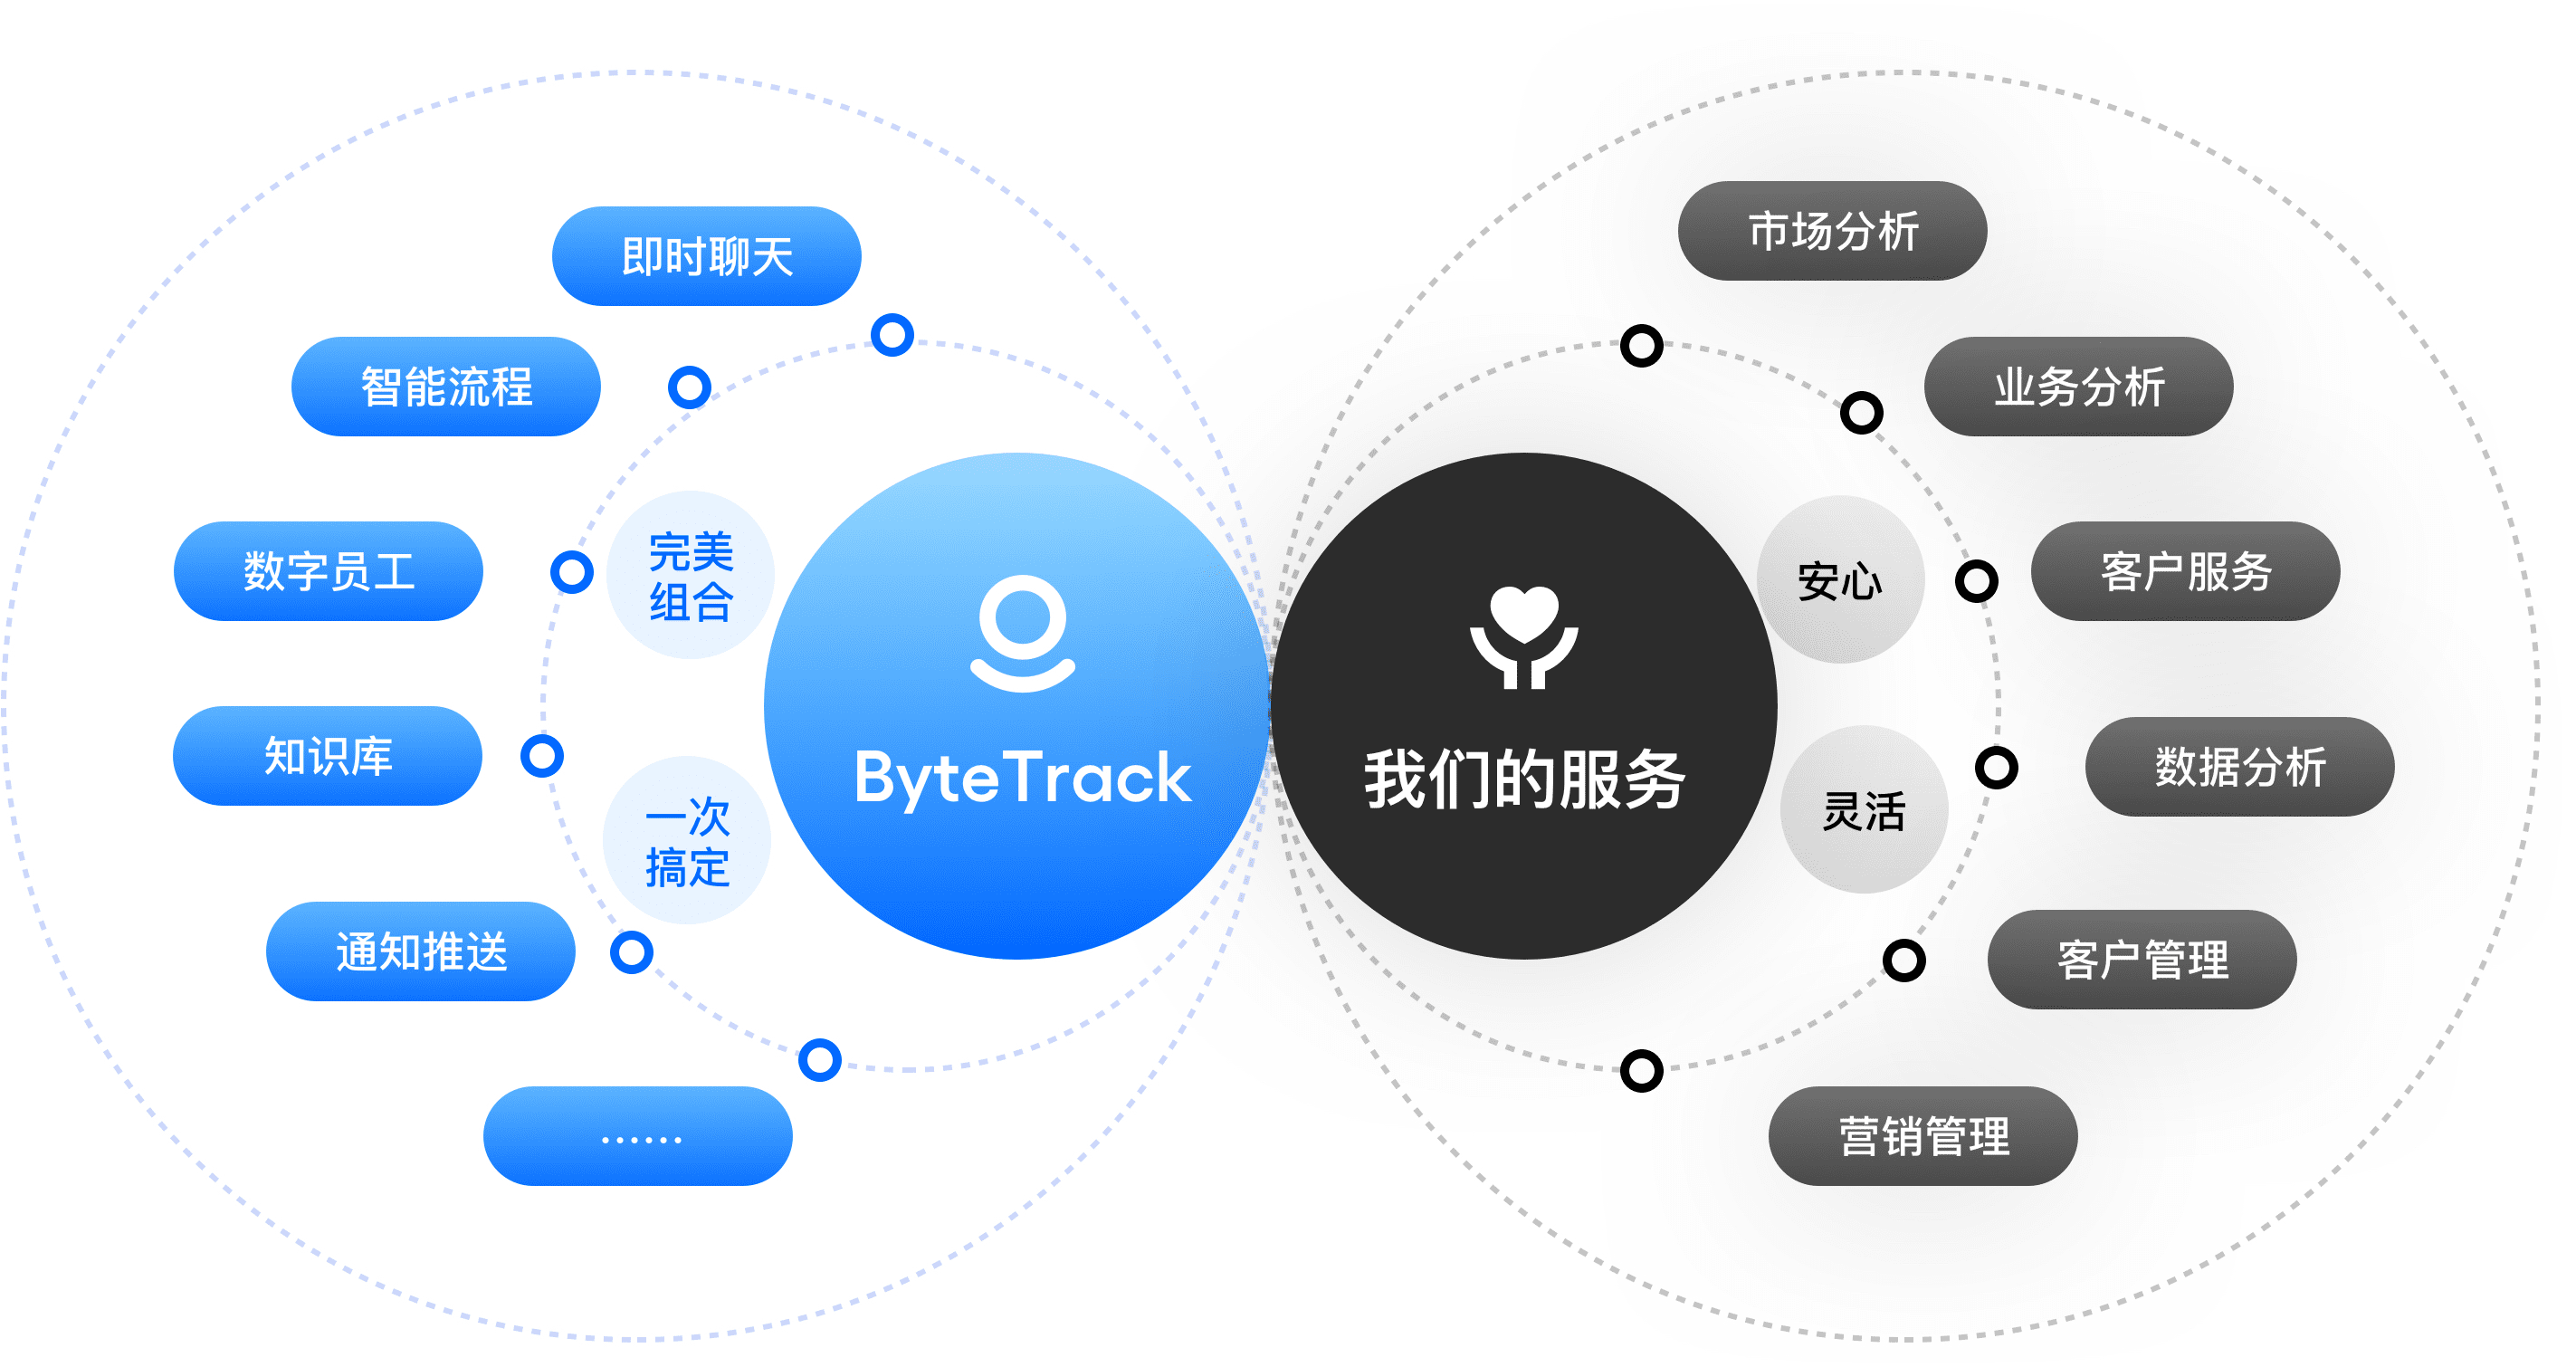 即时聊天
智能流程
数字员工
知识库
通知推送
……
完美
组合
一次
搞定
ByteTrack
我们的服务
安心
灵活
市场分析
业务分析
客户服务
数据分析
客户管理
营销管理